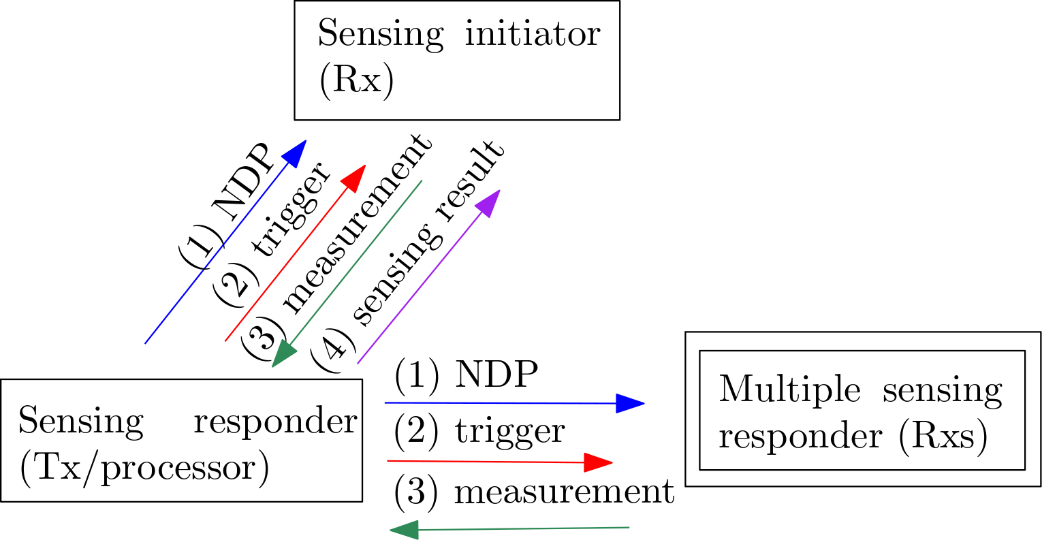 Sensing initiator
(Rx)
(1) NDP
(2) trigger
(3) measurement
(4) sensing result
Sensing responder
(Tx/processor)
(1) NDP
(2) trigger
(3) measurement
Multiple sensing
responder (Rxs)